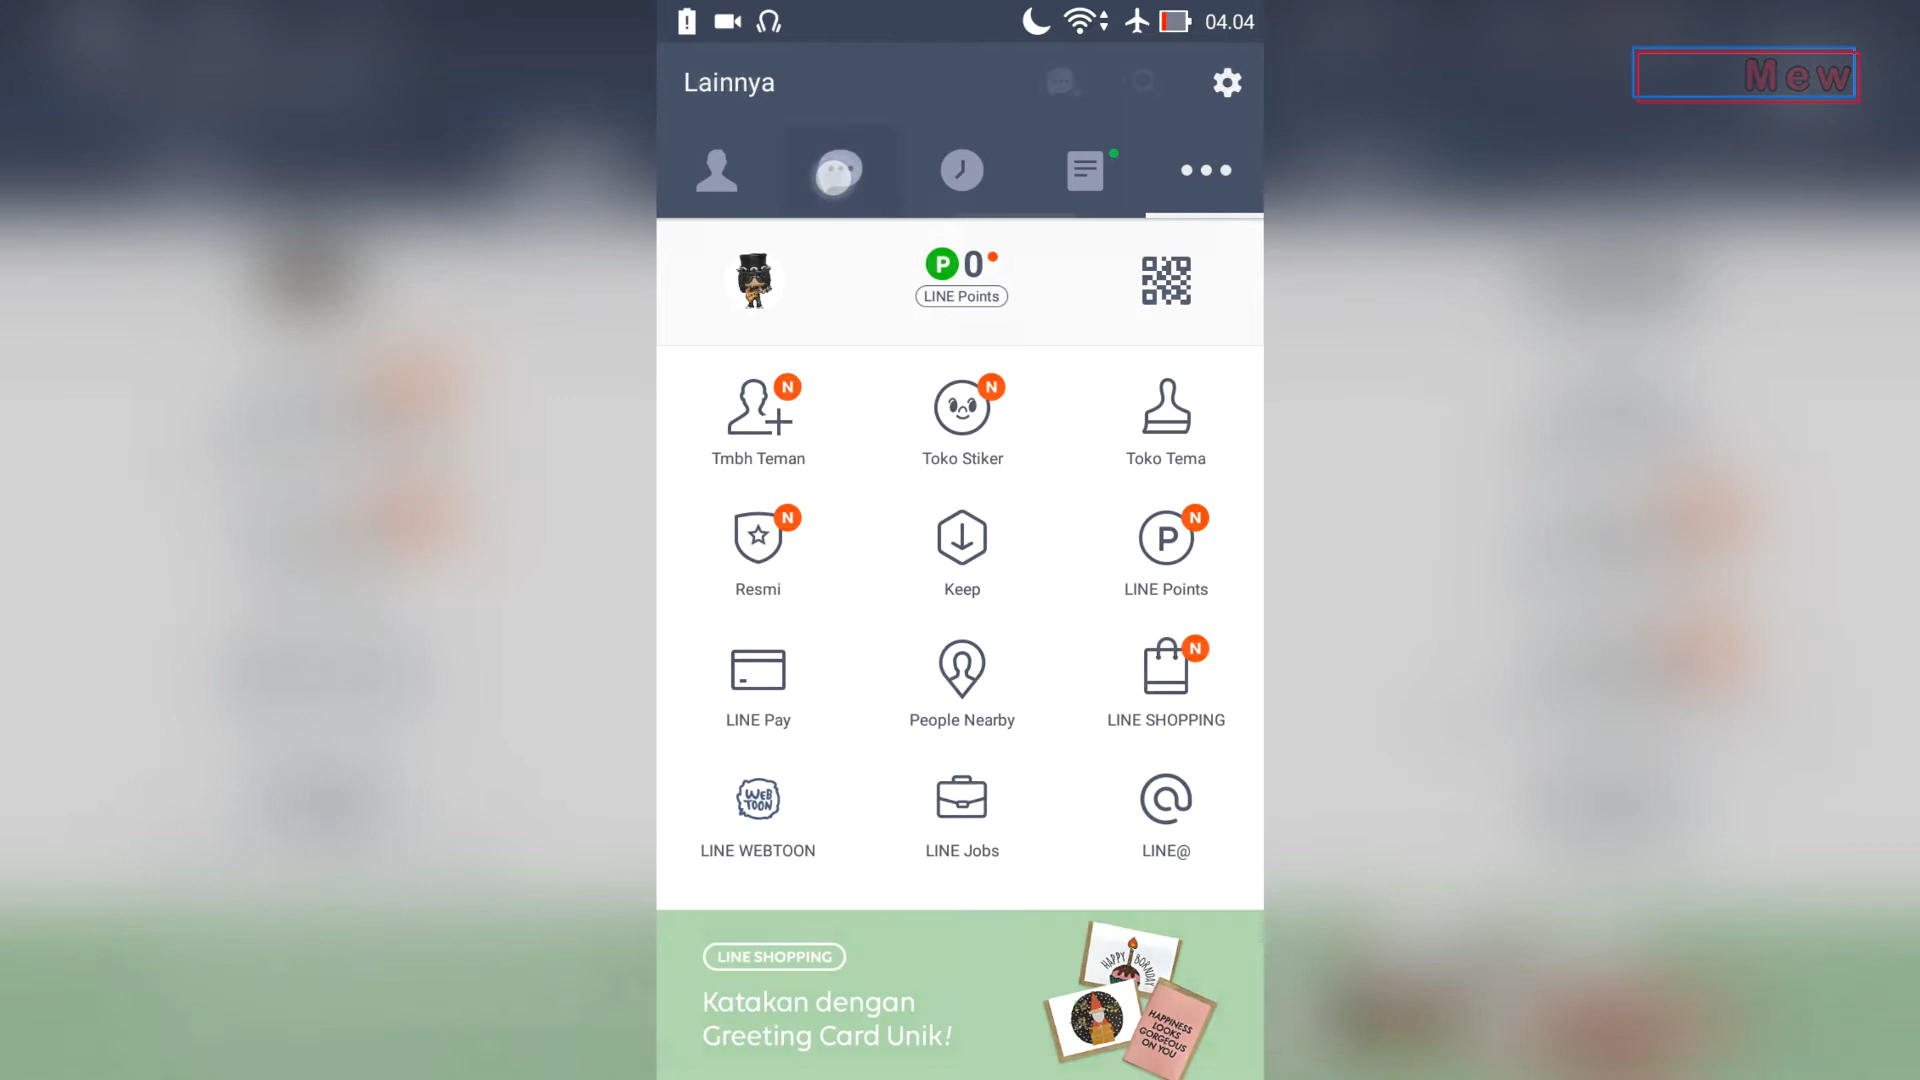 04.04
Mew
Lainnya
P 0
LINE Points
N
N
Tmbh Teman
Toko Stiker
Toko Tema
N
P
N
Resmi
Keep
LINE Points
N
LINE Pay
People Nearby
LINE SHOPPING
WEB
TOON
LINE WEBTOON
LINE Jobs
LINE@
LINE SHOPPING
Katakan dengan
Greeting Card Unik!
HAPPY BORNDAY
HAPPINESS
LOOKS
GORGEOUS
ON YOU